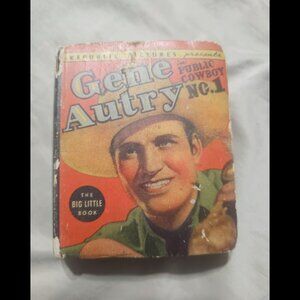 REPUBLIC PICTURES presents
Gene
Autry
in PUBLIC
COWBOY
NO.1
THE
BIG LITTLE
BOOK